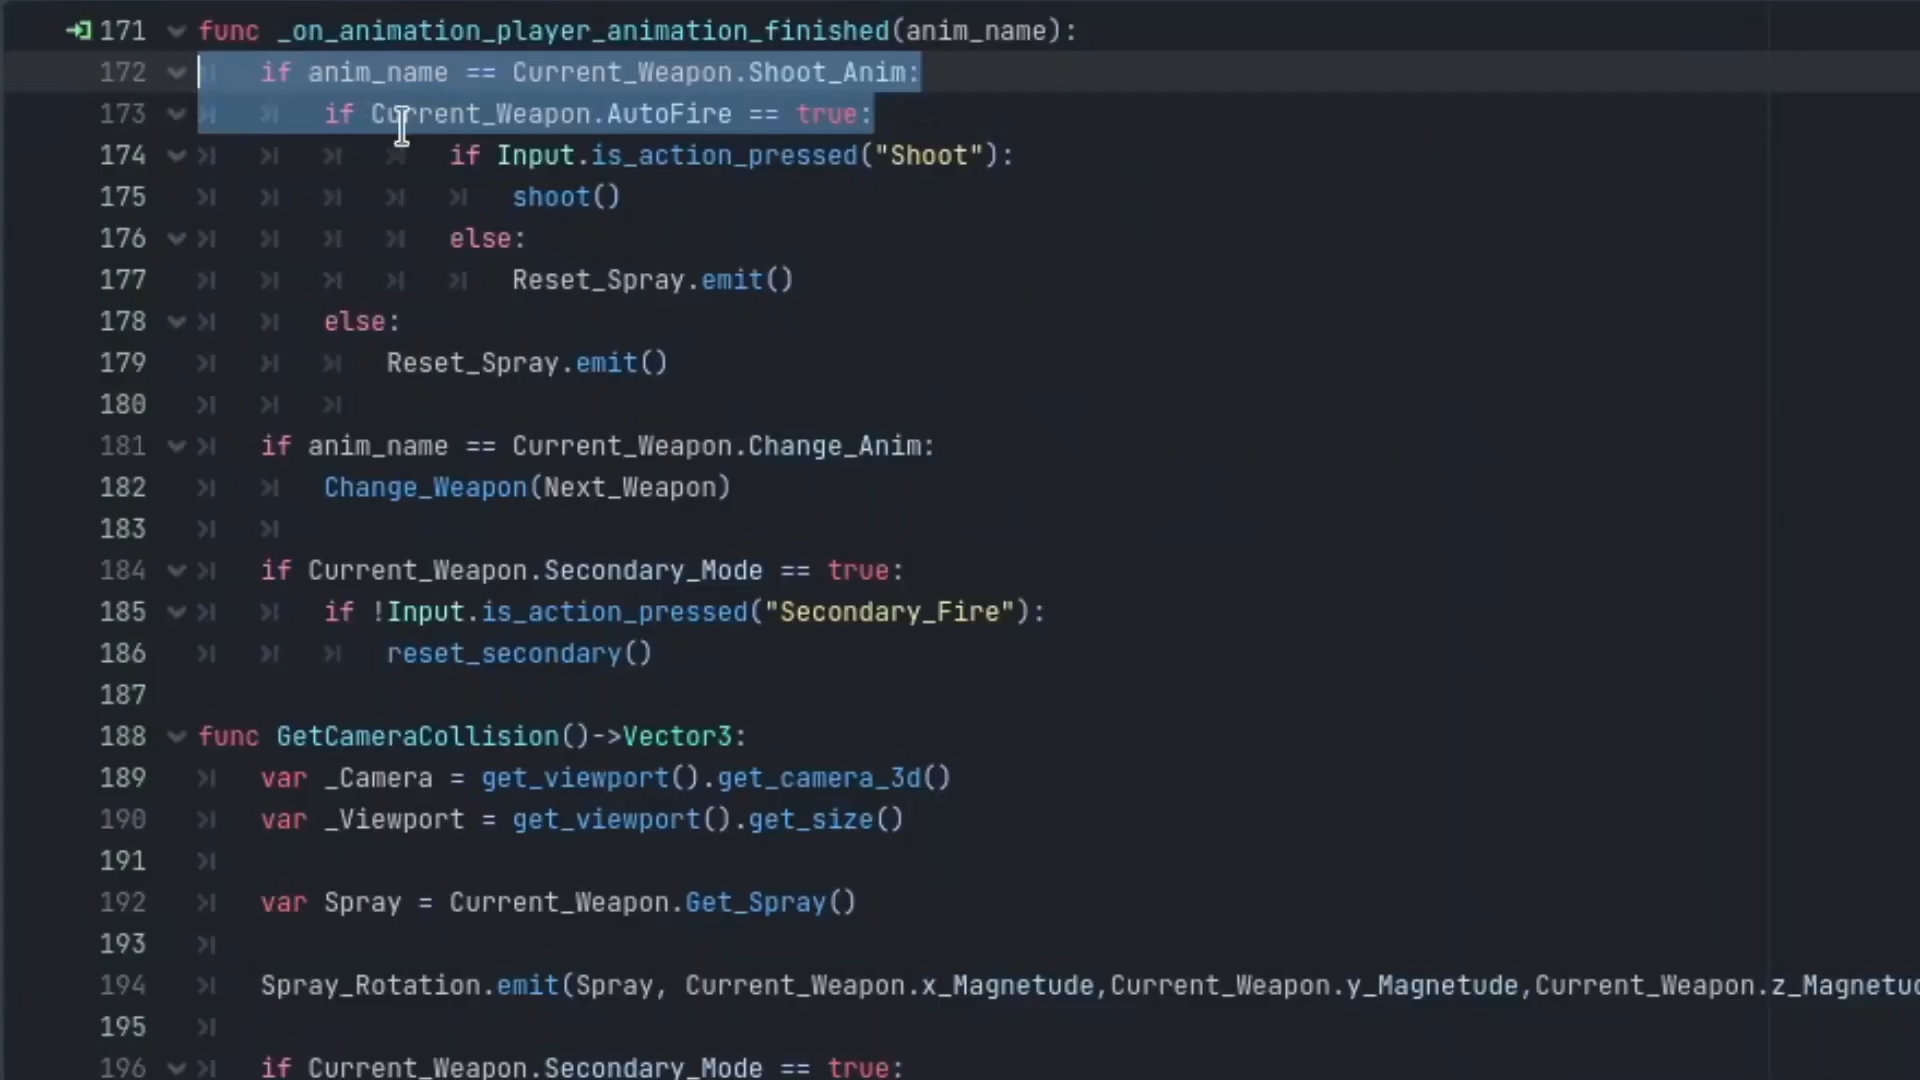 171 func _on_animation_player_animation_finished(anim_name):
172 if anim_name == Current_Weapon.Shoot_Anim:
173 if Current_Weapon.AutoFire == true:
174 if Input.is_action_pressed("Shoot"):
175 shoot()
176 else:
177 Reset_Spray.emit()
178 else:
179 Reset_Spray.emit()
180
181 if anim_name == Current_Weapon.Change_Anim:
182 Change_Weapon(Next_Weapon)
183
184 if Current_Weapon.Secondary_Mode == true:
185 if !Input.is_action_pressed("Secondary_Fire"):
186 reset_secondary()
187
188 func GetCameraCollision()->Vector3:
189 var _Camera = get_viewport().get_camera_3d()
190 var _Viewport = get_viewport().get_size()
191
192 var Spray = Current_Weapon.Get_Spray()
193
194 Spray_Rotation.emit(Spray, Current_Weapon.x_Magnetude,Current_Weapon.y_Magnetude,Current_Weapon.z_Magnetud
195
196 if Current_Weapon.Secondary_Mode == true: